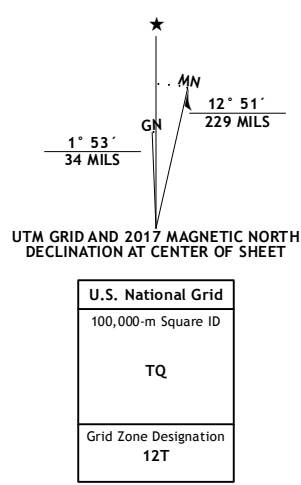 ★
MN
12° 51´
229 MILS
GN
1° 53´
34 MILS
UTM GRID AND 2017 MAGNETIC NORTH
DECLINATION AT CENTER OF SHEET
U.S. National Grid
100,000-m Square ID
TQ
Grid Zone Designation
12T